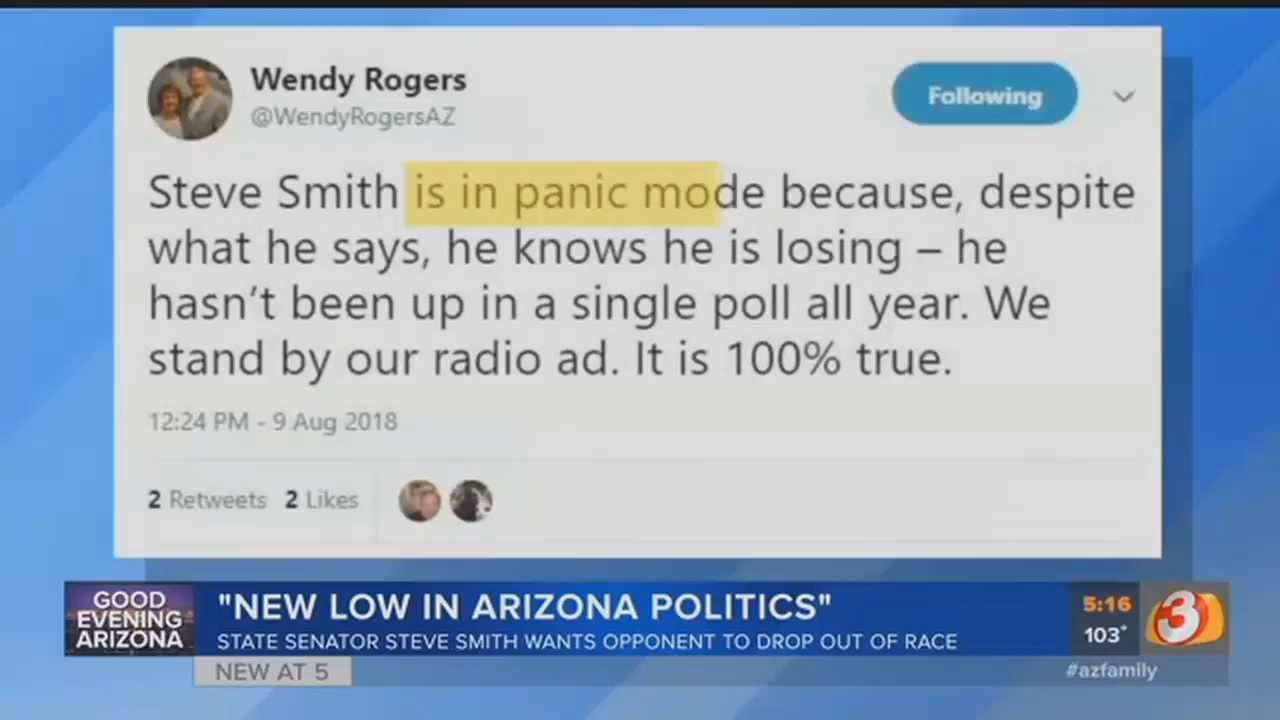 Wendy Rogers
@WendyRogersAZ
Following
Steve Smith is in panic mode because, despite
what he says, he knows he is losing – he
hasn't been up in a single poll all year. We
stand by our radio ad. It is 100% true.
12:24 PM - 9 Aug 2018
2 Retweets 2 Likes
GOOD
EVENING
ARIZONA
"NEW LOW IN ARIZONA POLITICS"
STATE SENATOR STEVE SMITH WANTS OPPONENT TO DROP OUT OF RACE
5:16
103°
3
NEW AT 5
#azfamily